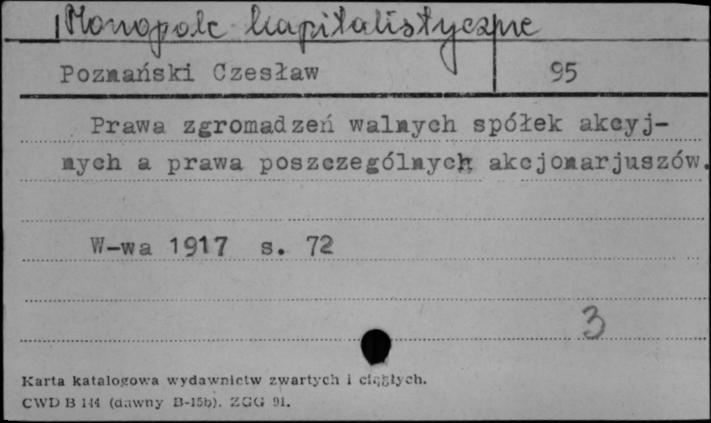 Monopole kapitalistyczne
Poznański Czesław 95
Prawa zgromadzeń walnych spółek akcyj-
nych a prawa poszczególnych akcjonarjuszów.
W-wa 1917 s. 72
3
Karta katalogowa wydawnictw zwartych i ciągłych.
CWD B 144 (dawny B-15b). ZGG 91.